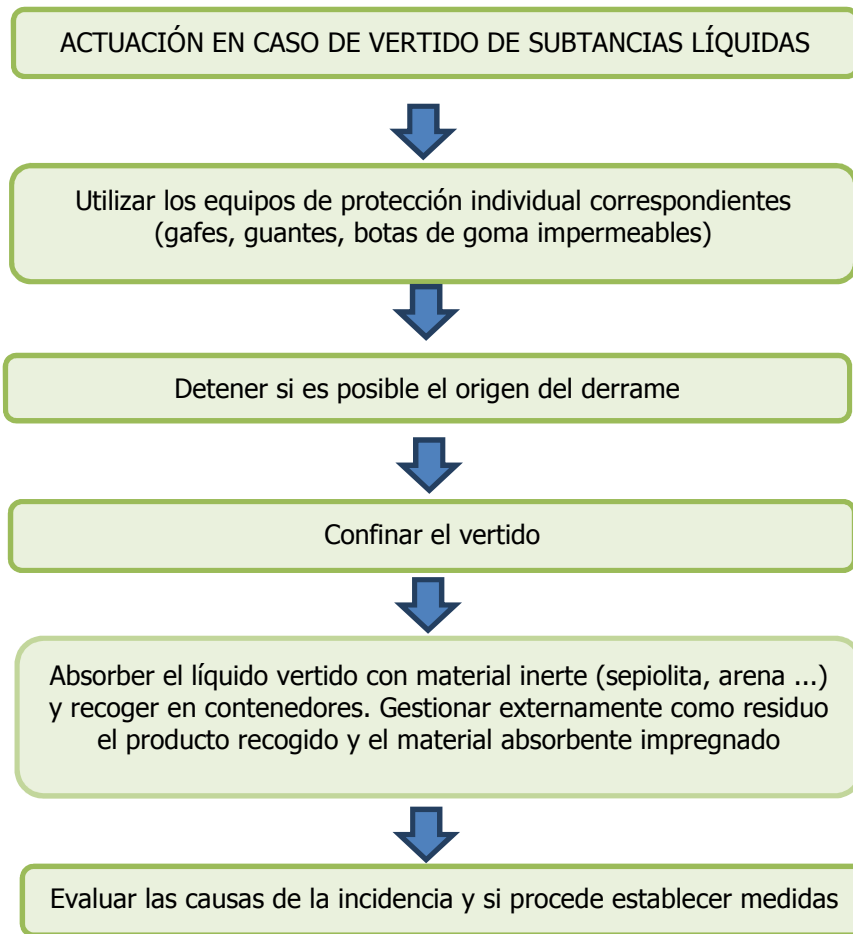 ACTUACIÓN EN CASO DE VERTIDO DE SUBTANCIAS LÍQUIDAS
Utilizar los equipos de protección individual correspondientes
(gafes, guantes, botas de goma impermeables)
Detener si es posible el origen del derrame
Confinar el vertido
Absorber el líquido vertido con material inerte (sepiolita, arena ...)
y recoger en contenedores. Gestionar externamente como residuo
el producto recogido y el material absorbente impregnado
Evaluar las causas de la incidencia y si procede establecer medidas